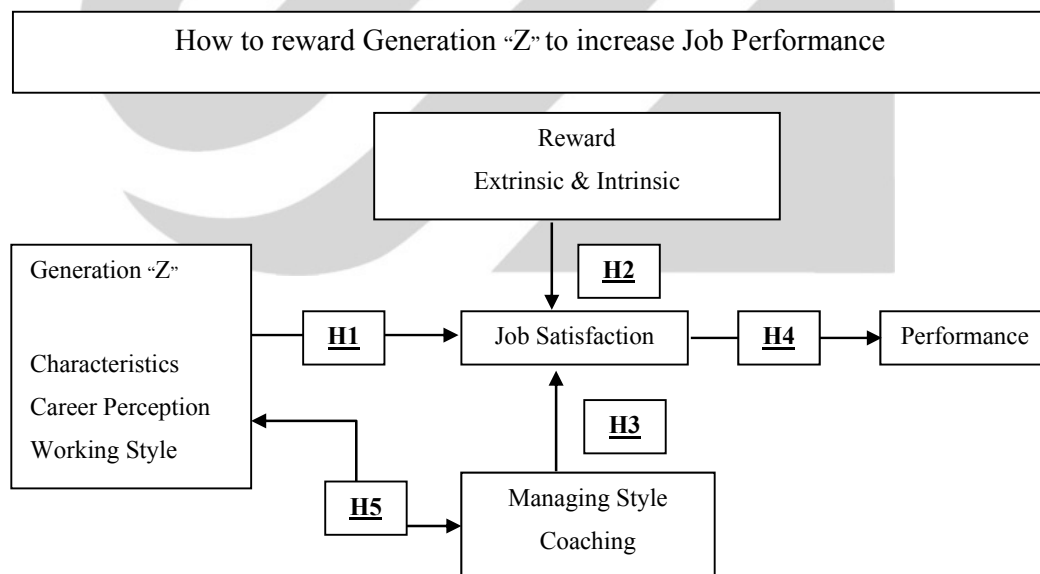 How to reward Generation “Z” to increase Job Performance
Reward
Extrinsic & Intrinsic
H2
Generation “Z”
Characteristics
Career Perception
Working Style
H1
Job Satisfaction
H4
Performance
H3
H5
Managing Style
Coaching